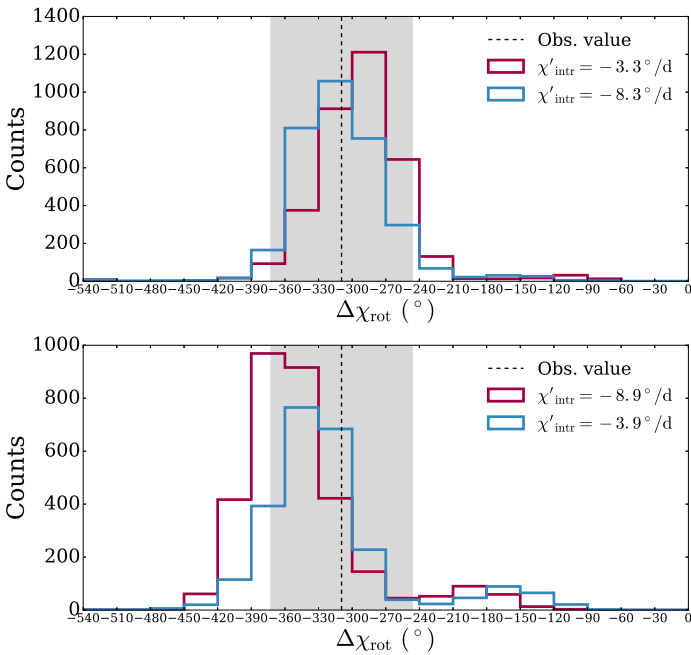 1400
1200
1000
800
600
400
200
0
Counts
Obs. value
χ′intr = −3.3°/d
χ′intr = −8.3°/d
−540 −510 −480 −450 −420 −390 −360 −330 −300 −270 −240 −210 −180 −150 −120 −90 −60 −30 0
Δχrot (°)
1000
800
600
400
200
0
Counts
Obs. value
χ′intr = −8.9°/d
χ′intr = −3.9°/d
−540 −510 −480 −450 −420 −390 −360 −330 −300 −270 −240 −210 −180 −150 −120 −90 −60 −30 0
Δχrot (°)